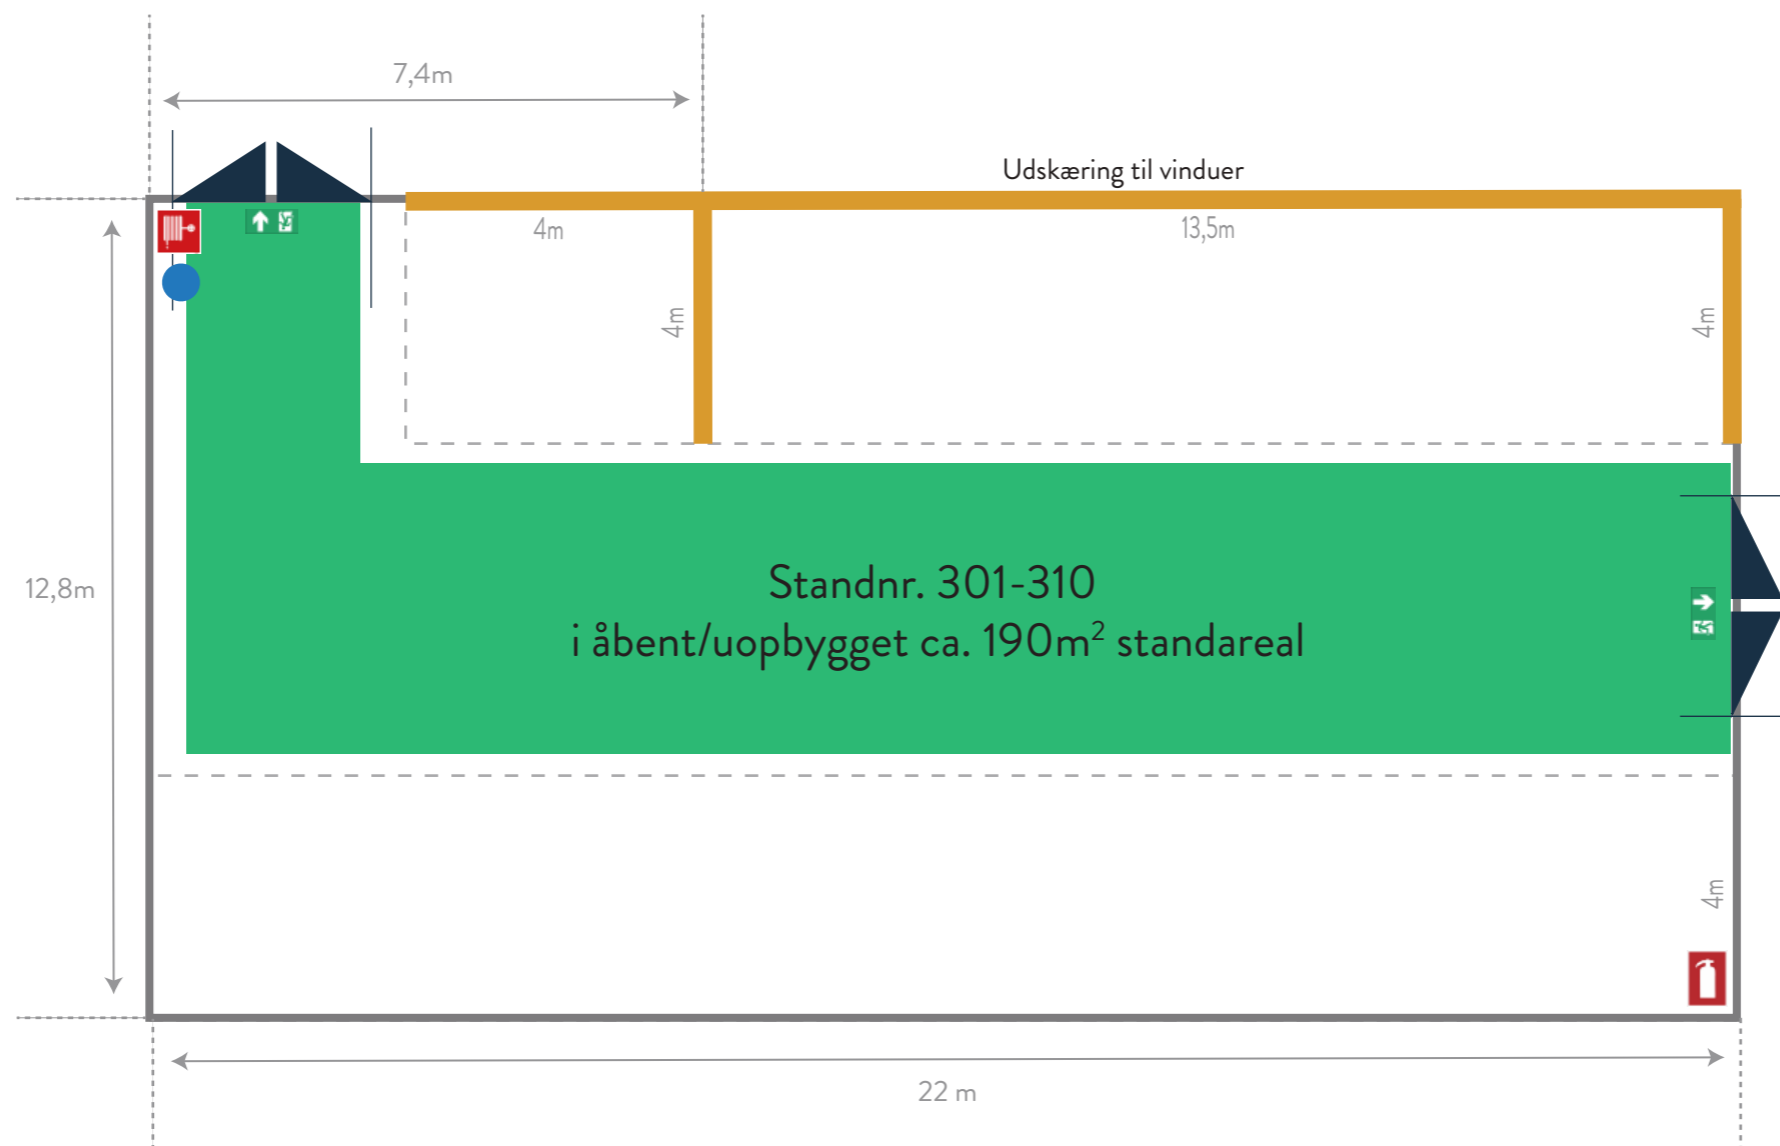 7,4m
Udskæring til vinduer
4m
13,5m
4m
4m
12,8m
Standnr. 301-310
i åbent/uopbygget ca. 190m² standareal
4m
22 m